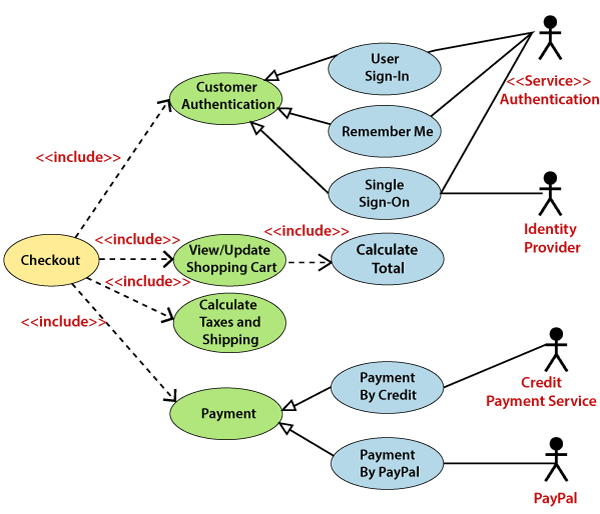 User
Sign-In
<<Service>>
Authentication
Customer
Authentication
Remember Me
<<include>>
Single
Sign-On
Identity
Provider
<<include>>
<<include>>
View/Update
Shopping Cart
Calculate
Total
Checkout
<<include>>
Calculate
Taxes and
Shipping
<<include>>
Payment
By Credit
Credit
Payment Service
Payment
Payment
By PayPal
PayPal